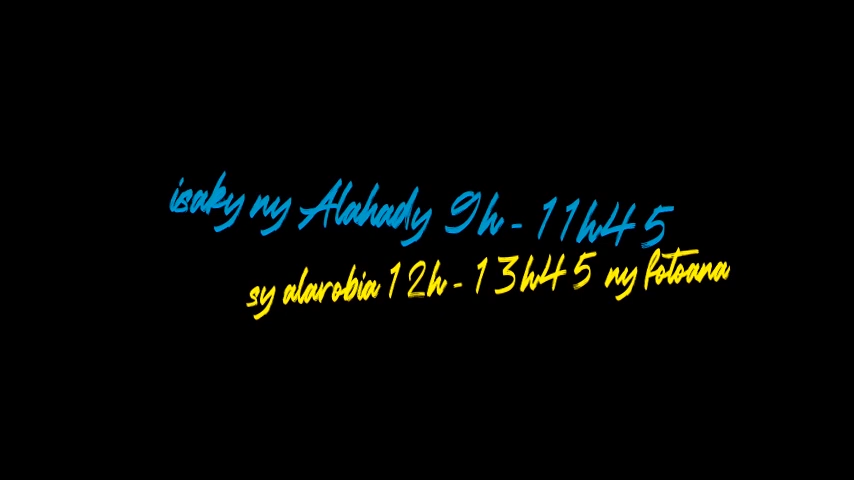 isaky ny Alahady 9h - 11h45
sy alarobia 12h - 13h45 ny fotoana